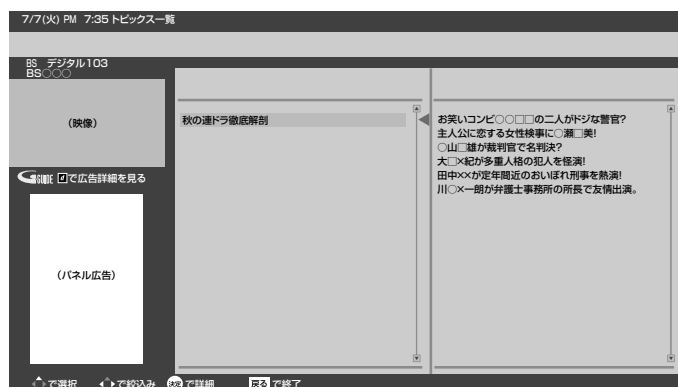 7/7(火) PM 7:35 トピックス一覧
BS デジタル103
BS○○○
(映像)
G GUIDE dで広告詳細を見る
(パネル広告)
秋の連ドラ徹底解剖
お笑いコンビ○○□□の二人がドジな警官?
主人公に恋する女性検事に○瀬□美!
○山□雄が裁判官で名判決?
大□×紀が多重人格の犯人を怪演!
田中××が定年間近のおいぼれ刑事を熱演!
川○×一朗が弁護士事務所の所長で友情出演。
で選択 で絞込み 決定で詳細 戻るで終了